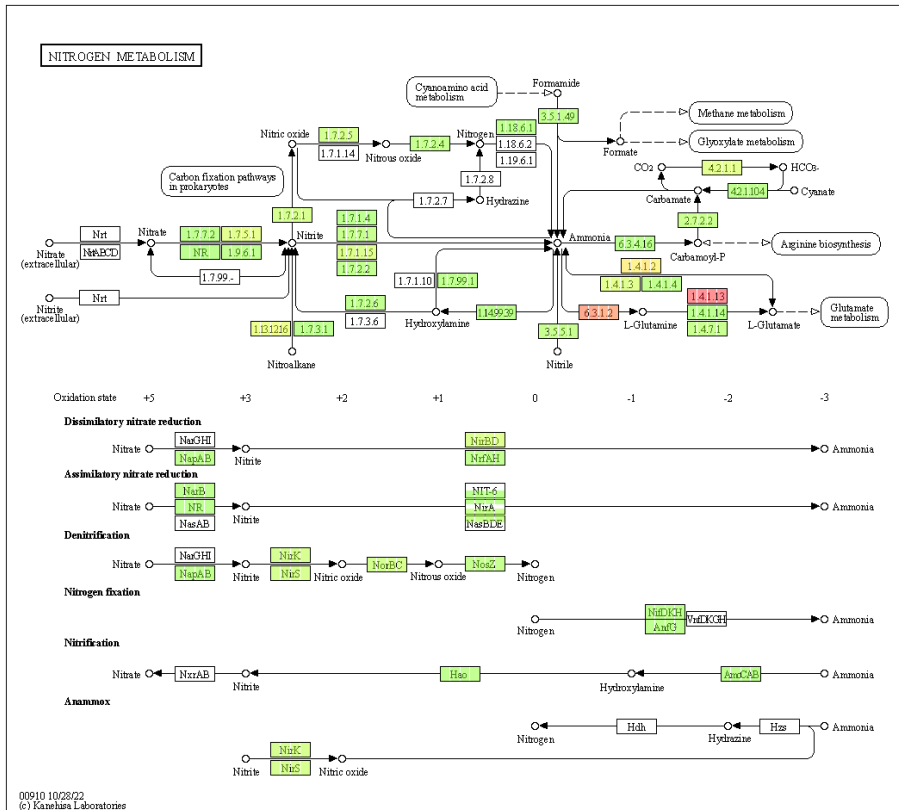 NITROGEN METABOLISM
Cyanoamino acid
metabolism
Formamide
3.5.1.49
Methane metabolism
Glyoxylate metabolism
Formate
Nitric oxide
1.7.2.5
1.7.1.14
Nitrous oxide
1.7.2.4
Nitrogen
1.18.6.1
1.18.6.2
1.19.6.1
1.7.2.8
Hydrazine
1.7.2.7
Carbon fixation pathways
in prokaryotes
CO2
4.2.1.1
HCO3-
Carbamate
4.2.1.104
Cyanate
2.7.2.2
1.7.2.1
Nrt
NrtABCD
Nitrate
(extracellular)
Nitrate
1.7.7.2
1.7.5.1
NR
1.9.6.1
1.7.99.-
Nitrite
1.7.1.4
1.7.7.1
1.7.1.15
1.7.2.2
Ammonia
6.3.4.16
Carbamoyl-P
Arginine biosynthesis
Nrt
Nitrite
(extracellular)
1.7.1.10
1.7.99.1
1.4.1.2
1.4.1.3
1.4.1.4
1.7.2.6
1.7.3.6
Hydroxylamine
1.14.99.39
6.3.1.2
L-Glutamine
1.4.1.13
1.4.1.14
1.4.7.1
L-Glutamate
Glutamate
metabolism
1.13.12.16
1.7.3.1
Nitroalkane
3.5.5.1
Nitrile
Oxidation state +5 +3 +2 +1 0 -1 -2 -3
Dissimilatory nitrate reduction
Nitrate
NarGHI
NapAB
Nitrite
NirBD
NrfAH
Ammonia
Assimilatory nitrate reduction
Nitrate
NarB
NR
NasAB
Nitrite
NIT-6
NirA
NasBDE
Ammonia
Denitrification
Nitrate
NarGHI
NapAB
Nitrite
NirK
NirS
Nitric oxide
NorBC
Nitrous oxide
NosZ
Nitrogen
Nitrogen fixation
Nitrogen
NifDKH
AnfG
VnfDKGH
Ammonia
Nitrification
Nitrate
NxrAB
Nitrite
Hao
Hydroxylamine
AmoCAB
Ammonia
Anammox
Nitrogen
Hdh
Hydrazine
Hzs
Ammonia
Nitrite
NirK
NirS
Nitric oxide
00910 10/28/22
(c) Kanehisa Laboratories